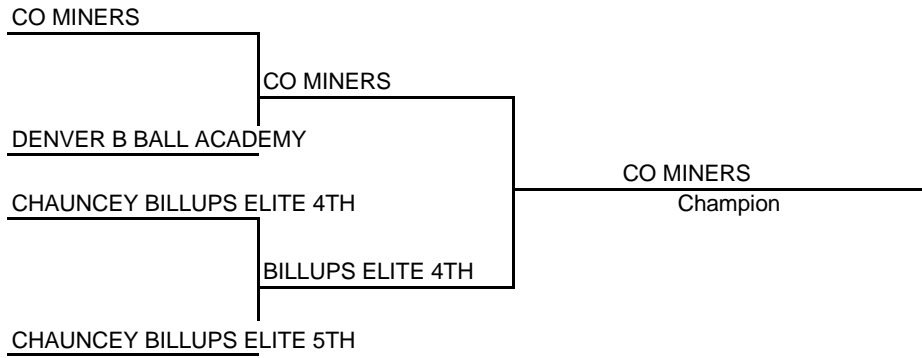 CO MINERS
CO MINERS
DENVER B BALL ACADEMY
CO MINERS
CHAUNCEY BILLUPS ELITE 4TH
Champion
BILLUPS ELITE 4TH
CHAUNCEY BILLUPS ELITE 5TH